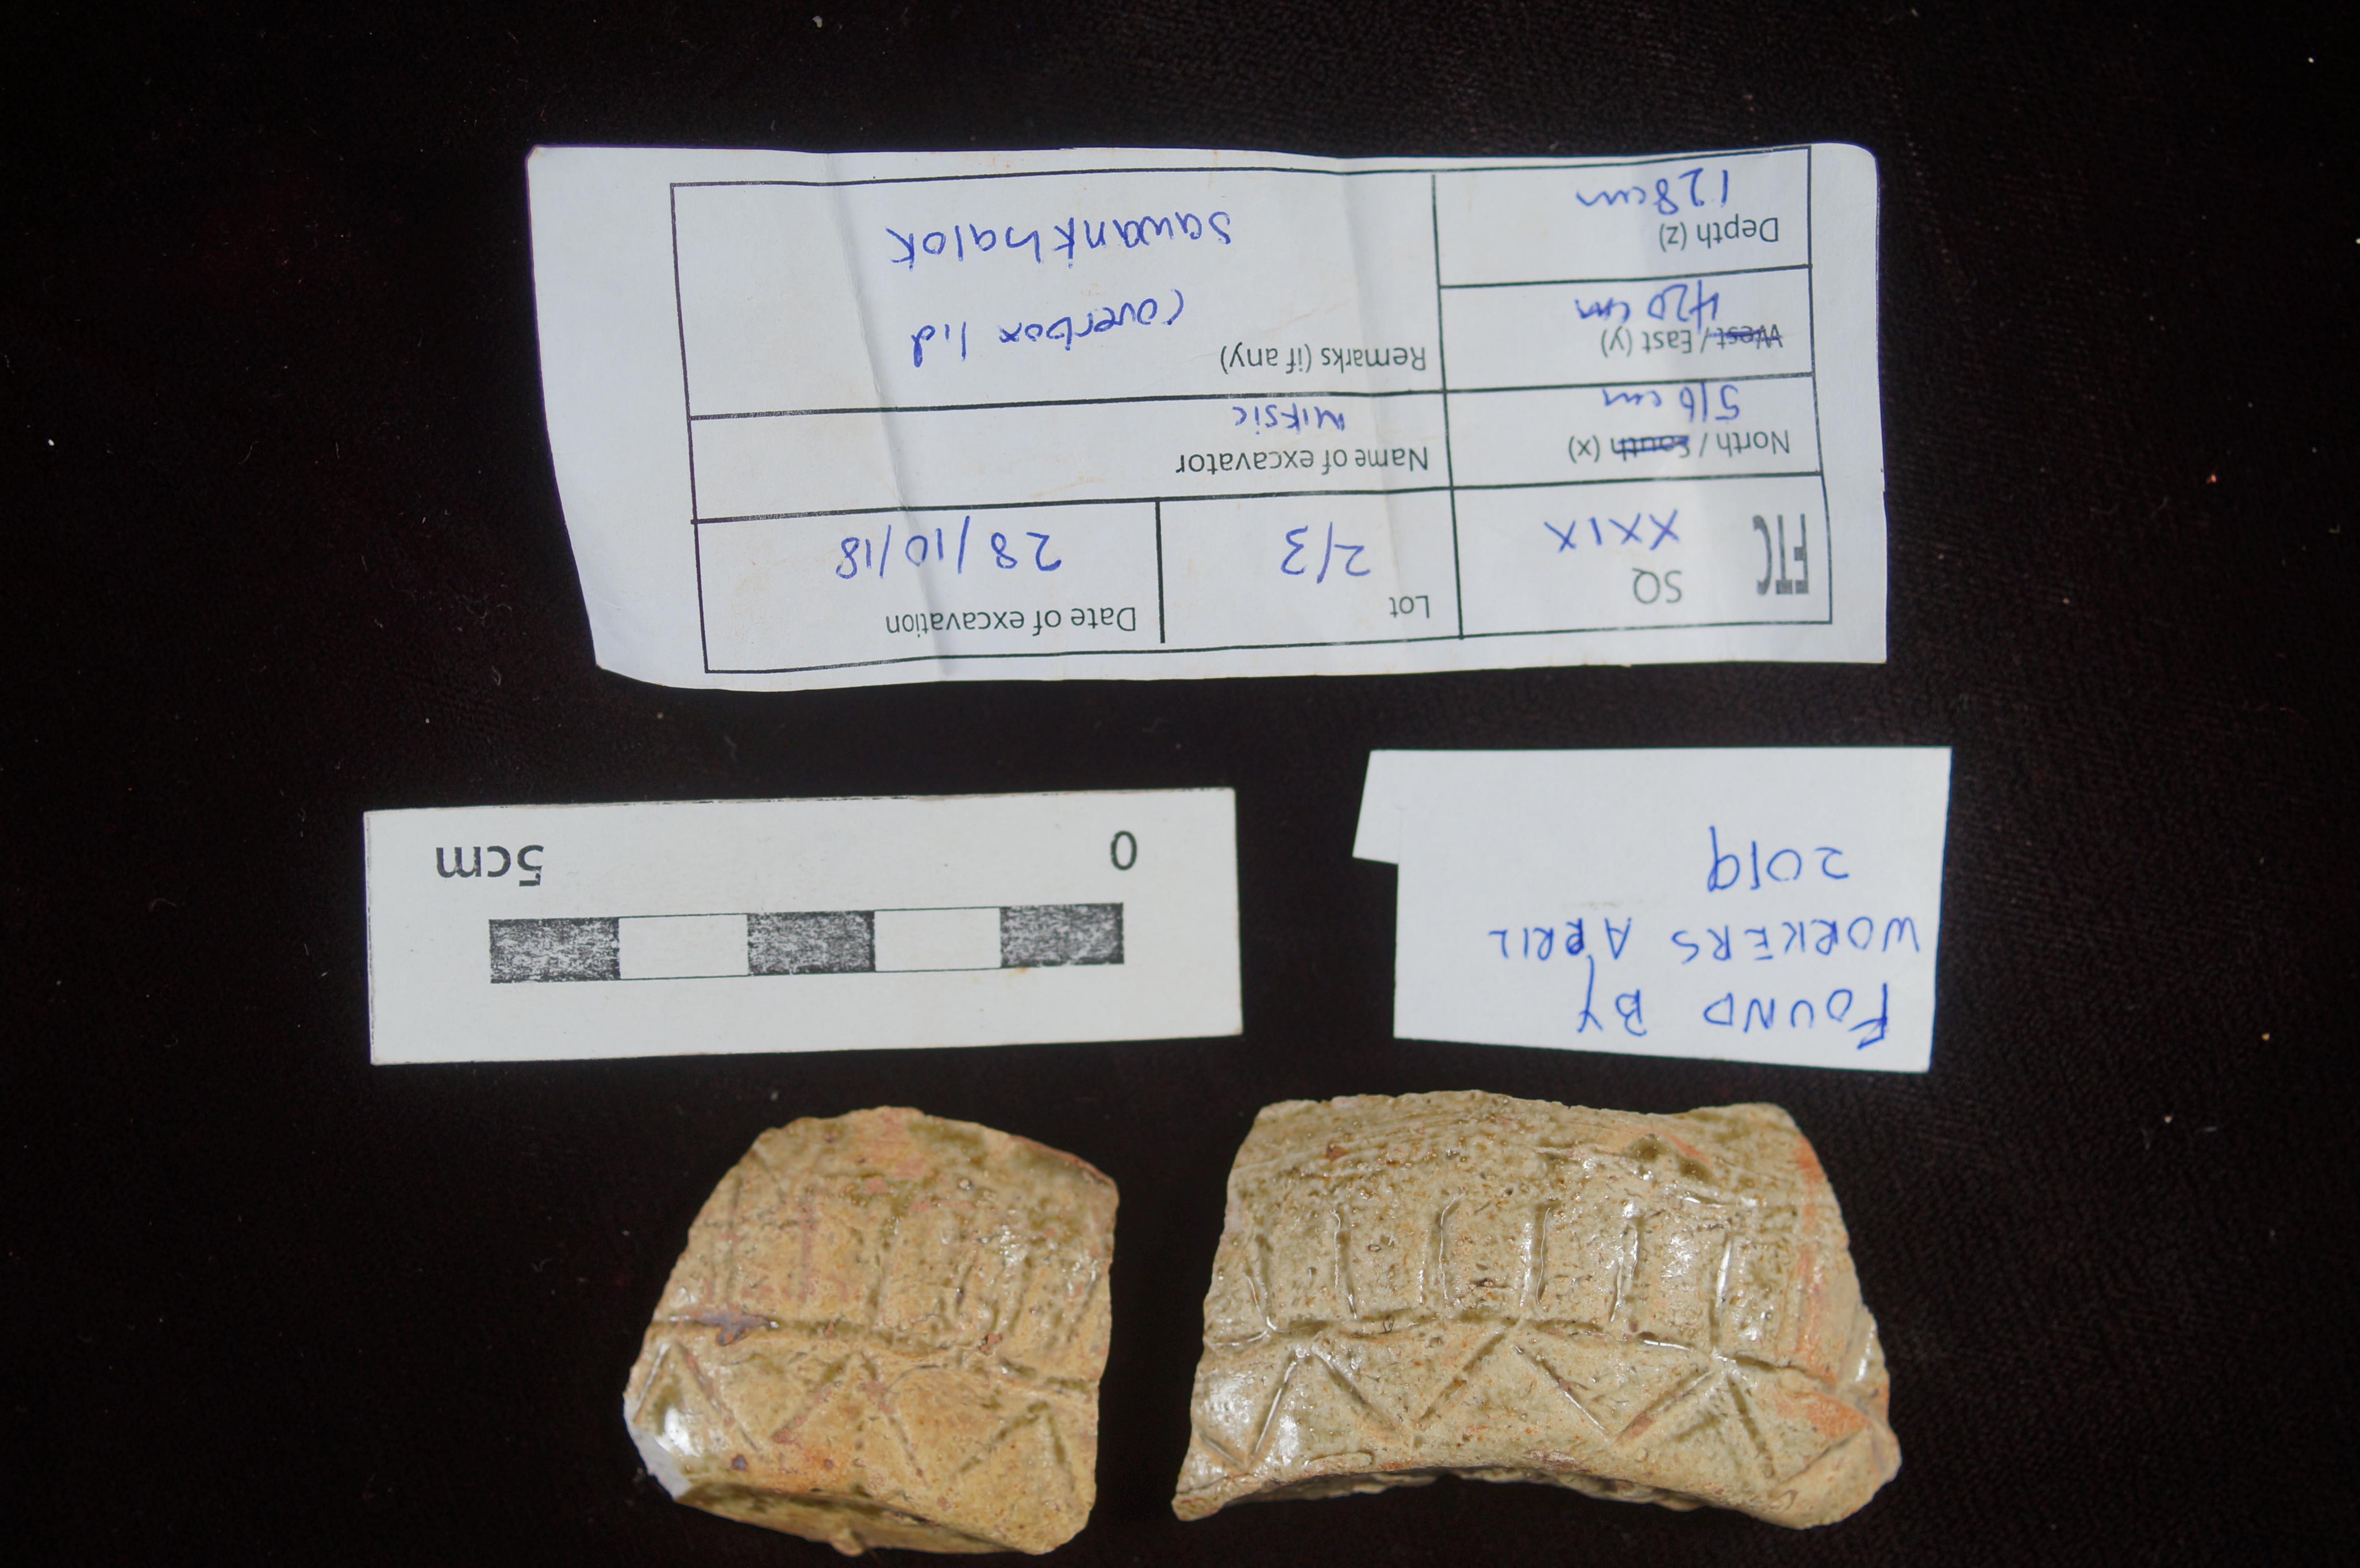 0 5cm
FOUND BY
WORKERS APRIL
2019
FTC SQ
XXIX
Lot
2/3
Date of excavation
28/10/18
North / South (x)
516 cm
Name of excavator
MIKSIC
West / East (y)
420 cm
Remarks (if any)
coverbox lid
sawankhalok
Depth (z)
128cm